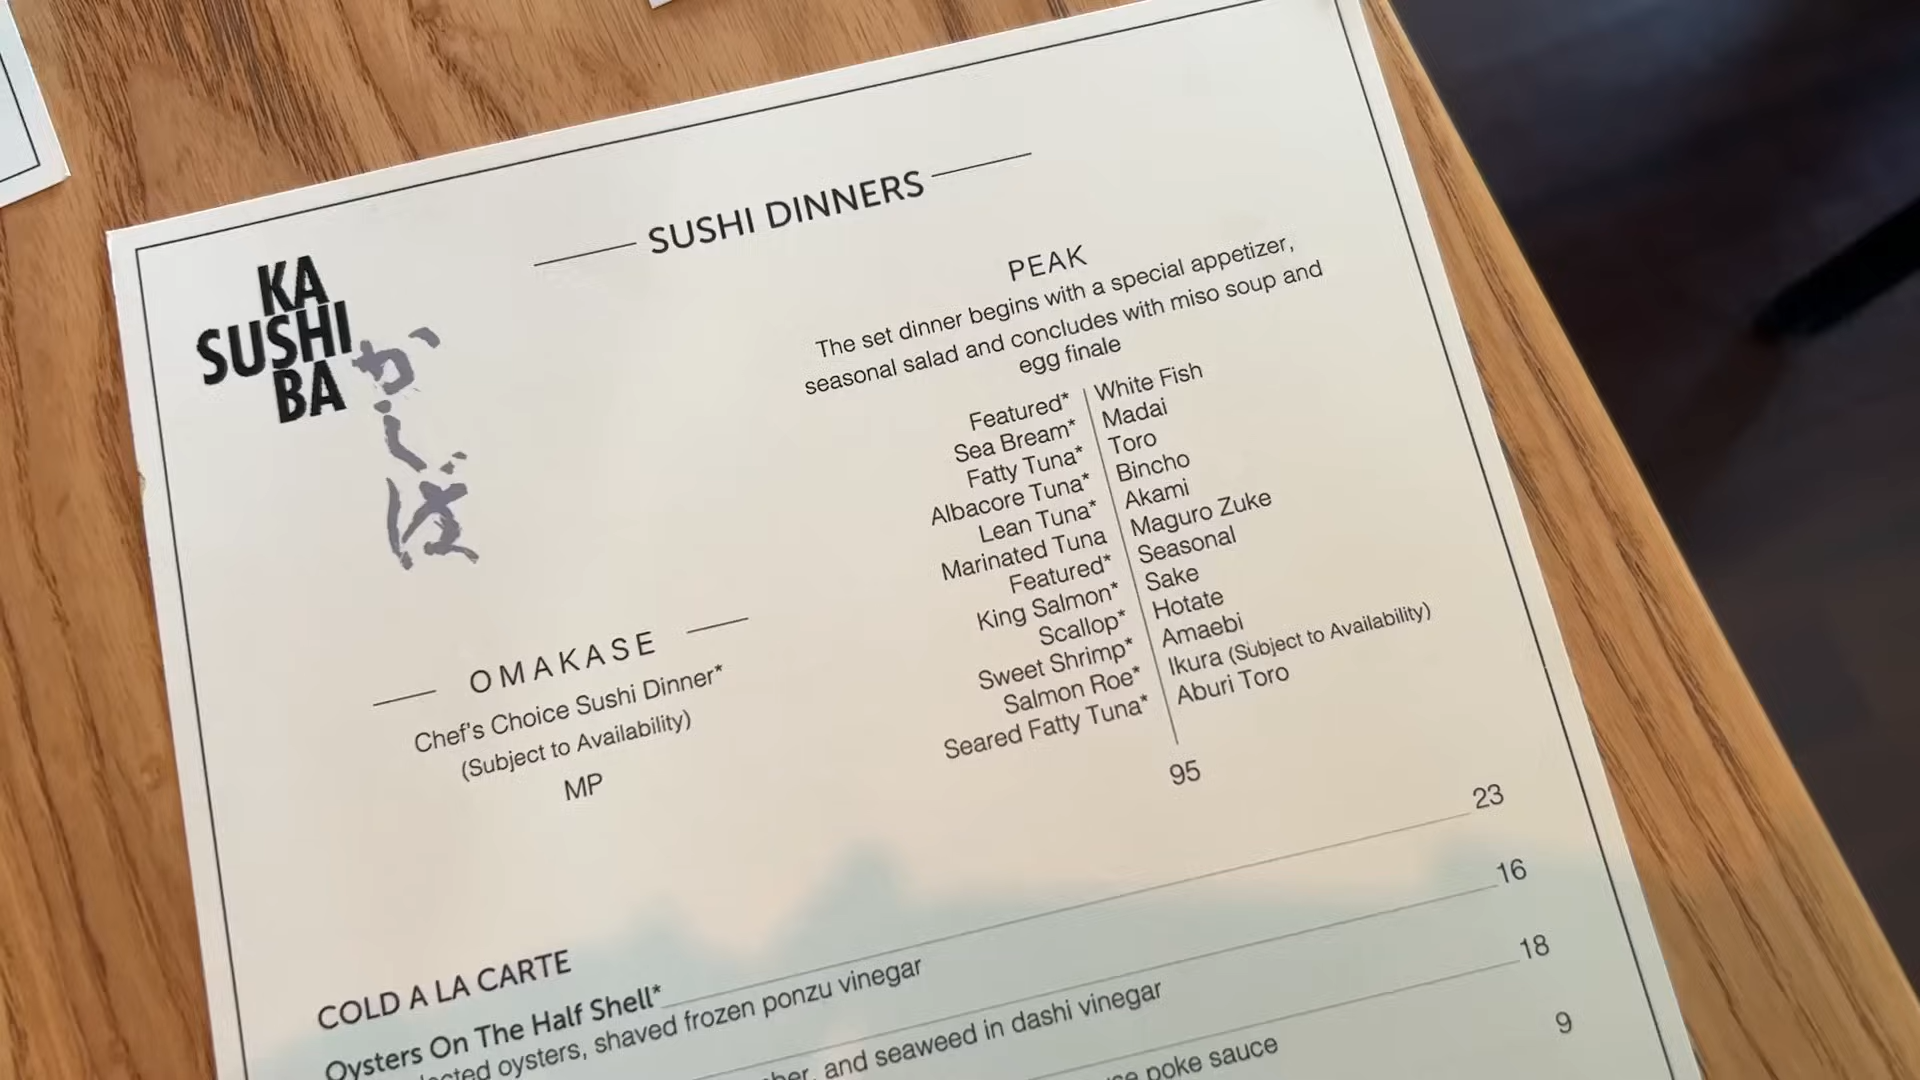 SUSHI DINNERS
KA
SUSHI
BA
かしば
OMAKASE
Chef's Choice Sushi Dinner*
(Subject to Availability)
MP
PEAK
The set dinner begins with a special appetizer,
seasonal salad and concludes with miso soup and
egg finale
Featured* White Fish
Sea Bream* Madai
Fatty Tuna* Toro
Albacore Tuna* Bincho
Lean Tuna* Akami
Marinated Tuna Maguro Zuke
Featured* Seasonal
King Salmon* Sake
Scallop* Hotate
Sweet Shrimp* Amaebi
Salmon Roe* Ikura (Subject to Availability)
Seared Fatty Tuna* Aburi Toro
95
COLD A LA CARTE
Oysters On The Half Shell* 23
oysters, shaved frozen ponzu vinegar
16
and seaweed in dashi vinegar
18
poke sauce
9